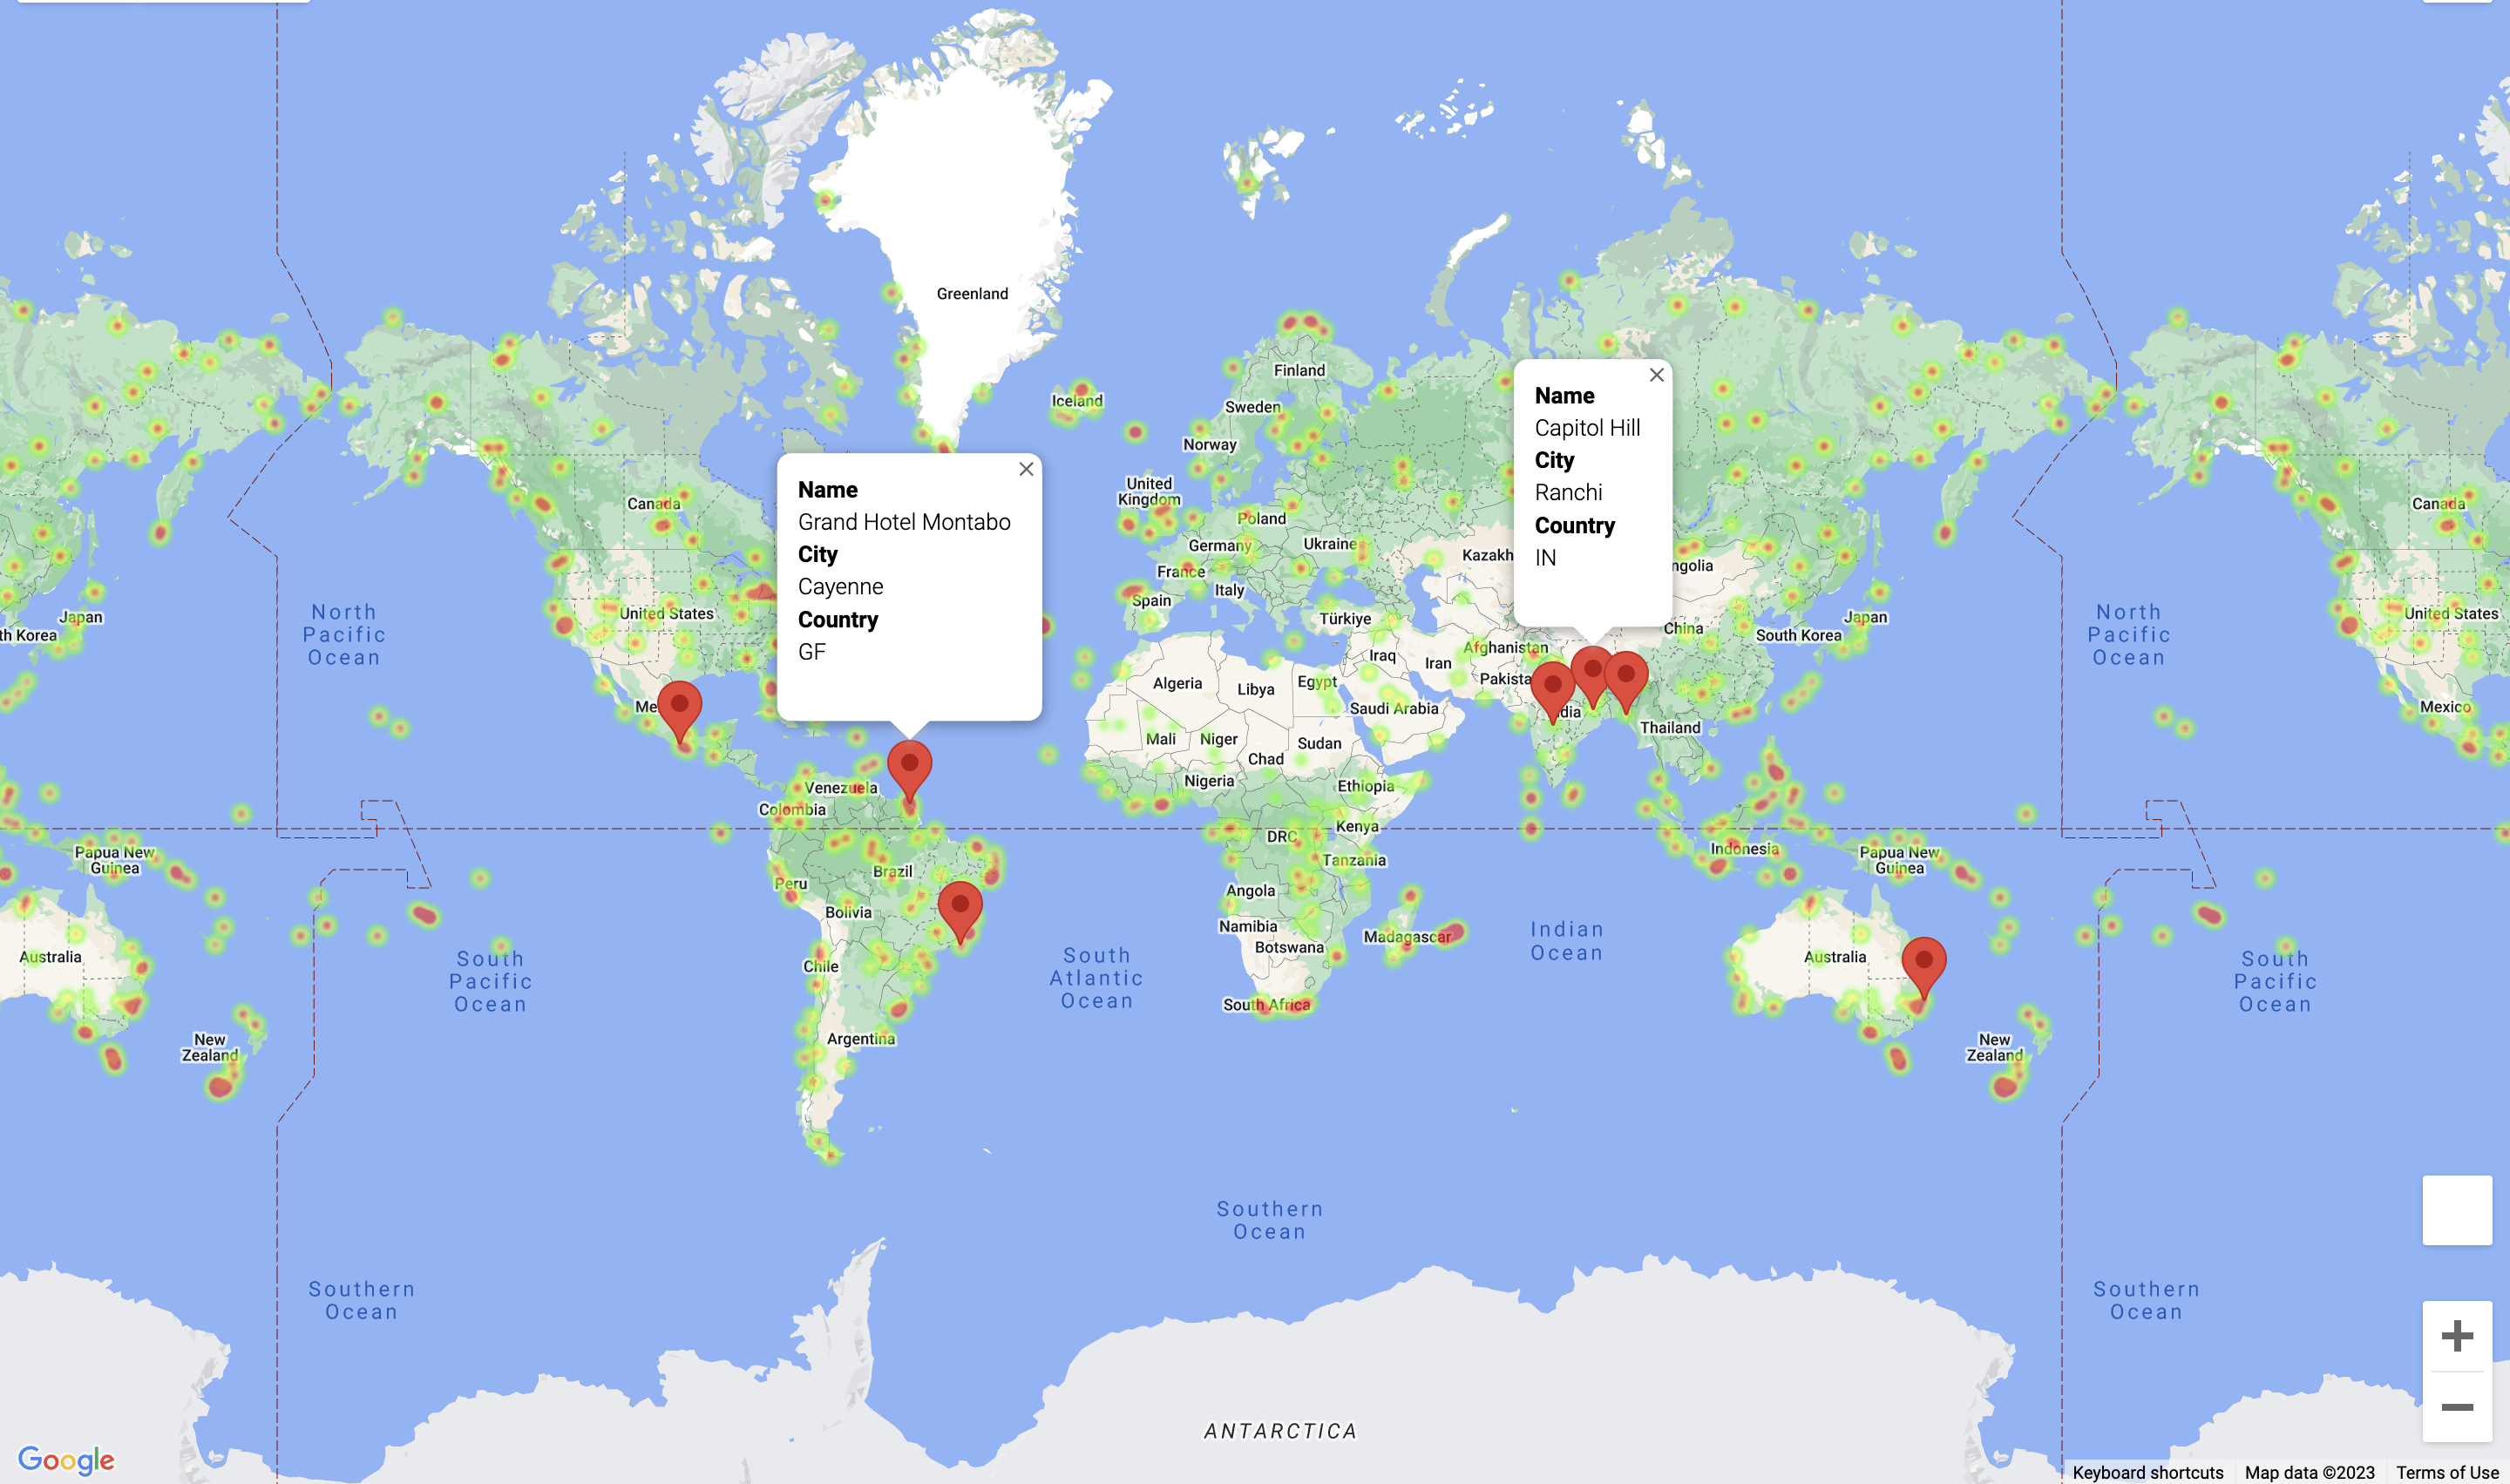 Greenland
Iceland
Finland
Sweden
Norway
United
Kingdom
Poland
Germany
Ukraine
France
Italy
Spain
Türkiye
Kazakh
ngolia
Name
Capitol Hill
City
Ranchi
Country
IN
Name
Grand Hotel Montabo
City
Cayenne
Country
GF
Canada
Canada
United States
United States
Me
Mexico
North
Pacific
Ocean
North
Pacific
Ocean
Japan
th Korea
China
South Korea
Japan
Afghanistan
Iraq
Iran
Pakista
dia
Thailand
Algeria
Libya
Egypt
Saudi Arabia
Mali
Niger
Chad
Sudan
Nigeria
Ethiopia
Venezuela
Colombia
DRC
Kenya
Tanzania
Indonesia
Papua New
Guinea
Papua New
Guinea
Brazil
Peru
Bolivia
Angola
Namibia
Botswana
Madagascar
South Africa
Chile
Argentina
Australia
Australia
New
Zealand
New
Zealand
South
Pacific
Ocean
South
Atlantic
Ocean
Indian
Ocean
South
Pacific
Ocean
Southern
Ocean
Southern
Ocean
Southern
Ocean
ANTARCTICA
Google
Keyboard shortcuts
Map data ©2023
Terms of Use